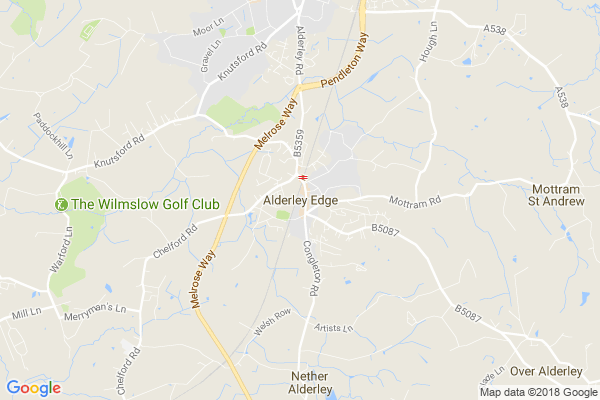 Moor Ln
Gravel Ln
Knutsford Rd
Alderley Rd
Pendleton Way
Hough Ln
A538
A538
Melrose Way
B5359
Paddockhill Ln
Knutsford Rd
The Wilmslow Golf Club
Alderley Edge
Mottram Rd
Mottram
St Andrew
Warford Ln
Chelford Rd
B5087
Melrose Way
Congleton Rd
Mill Ln
Merryman's Ln
Welsh Row
Artists Ln
B5087
Chelford Rd
Nether
Alderley
Over Alderley
Google
Map data ©2018 Google